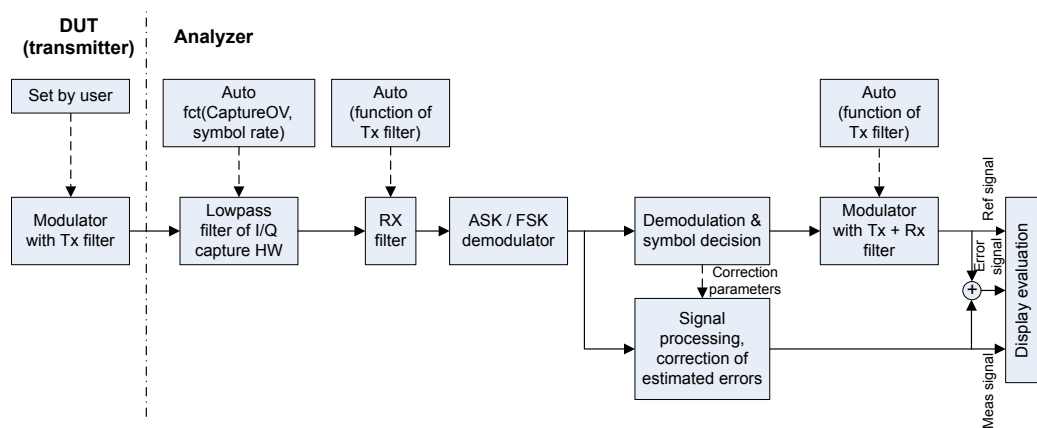 DUT
(transmitter)
Analyzer
Set by user
Auto
fct(CaptureOV,
symbol rate)
Auto
(function of
Tx filter)
Auto
(function of
Tx filter)
Modulator
with Tx filter
Lowpass
filter of I/Q
capture HW
RX
filter
ASK / FSK
demodulator
Demodulation &
symbol decision
Modulator
with Tx + Rx
filter
Ref signal
Error
signal
Correction
parameters
+
Signal
processing,
correction of
estimated errors
Meas signal
Display evaluation